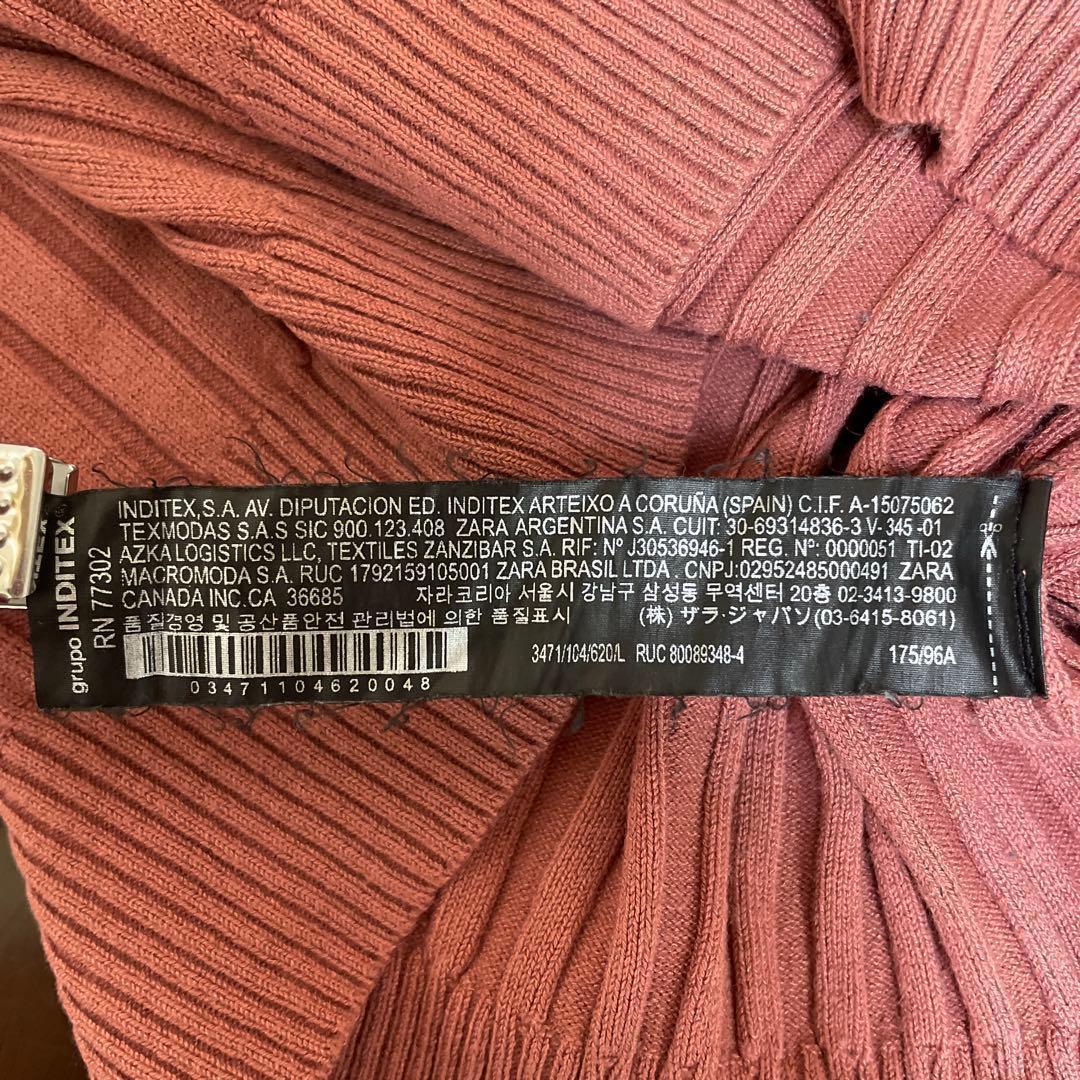 INDITEX, S.A. AV. DIPUTACION ED. INDITEX ARTEIXO A CORUÑA (SPAIN) C.I.F. A-15075062
TEXMODAS S.A.S SIC 900.123.408 ZARA ARGENTINA S.A. CUIT: 30-69314836-3 V-345-01
AZKA LOGISTICS LLC, TEXTILES ZANZIBAR S.A. RIF: Nº J30536946-1 REG. Nº: 0000051 TI-02
MACROMODA S.A. RUC 1792159105001 ZARA BRASIL LTDA. CNPJ:02952485000491 ZARA
CANADA INC.CA 36685 자라코리아 서울시 강남구 삼성동 무역센터 20층 02-3413-9800
품질경영 및 공산품안전 관리법에 의한 품질표시 (株) ザラ・ジャパン(03-6415-8061)
3471/104/620/L RUC 80089348-4 175/96A
03471104620048
grupo INDITEX
RN 77302